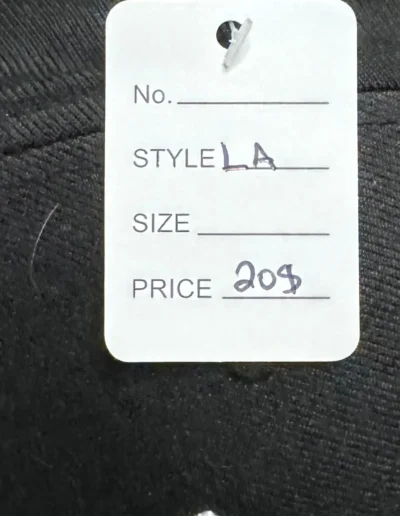 No.
STYLE LA
SIZE
PRICE 20$